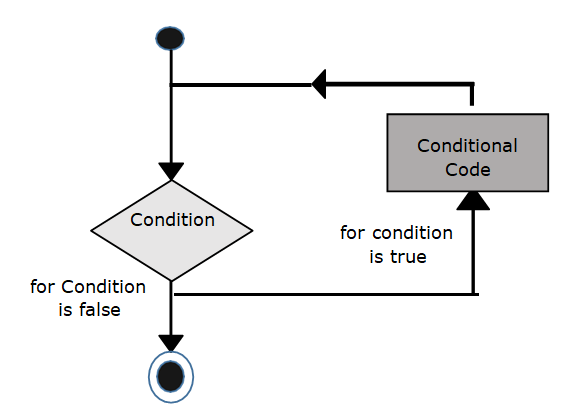 Conditional
Code
Condition
for condition
is true
for Condition
is false